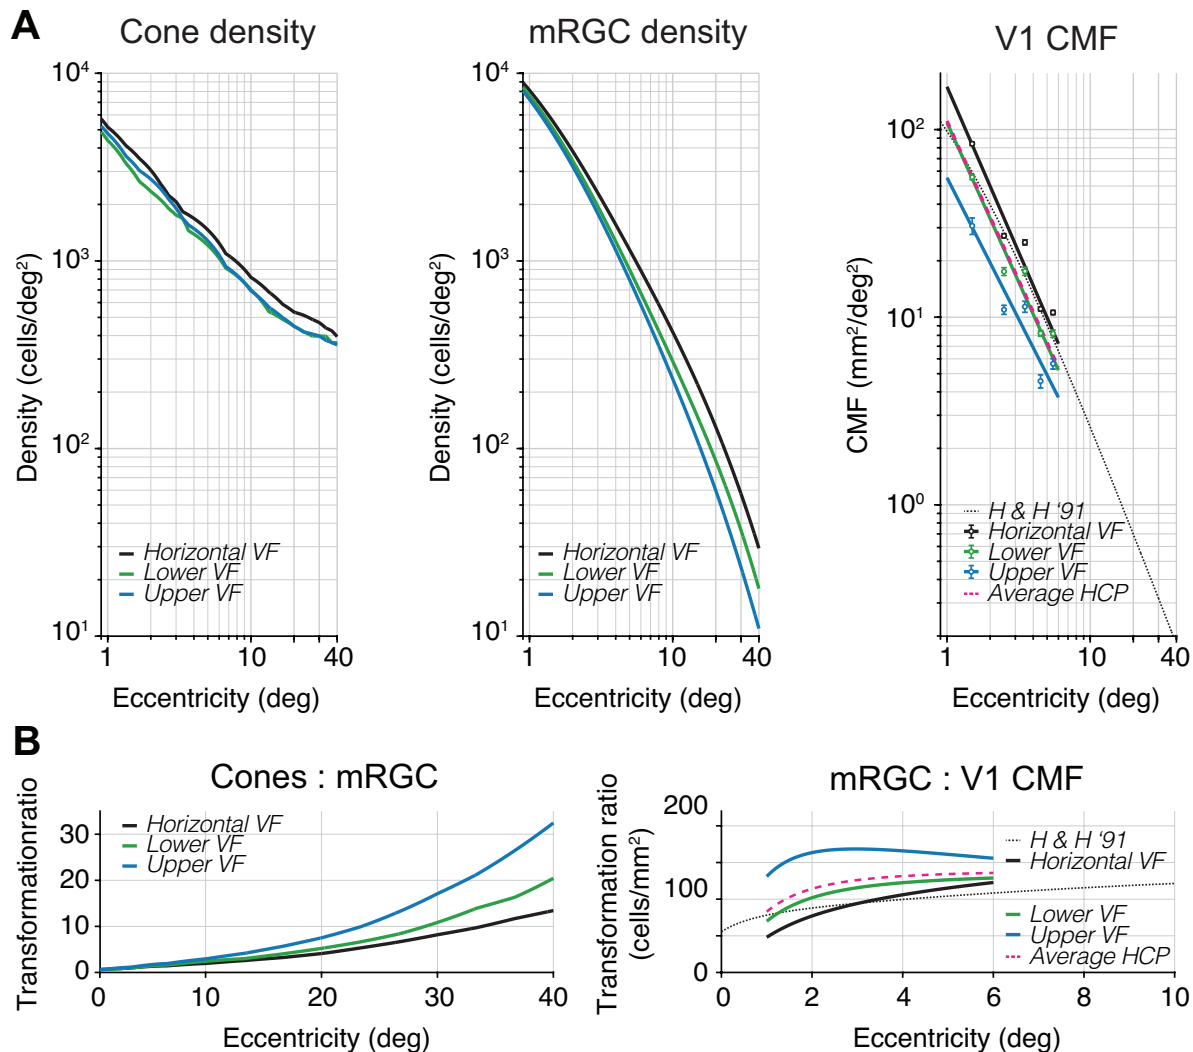 A
Cone density
mRGC density
V1 CMF
10⁴
10³
10²
10¹
Density (cells/deg²)
Horizontal VF
Lower VF
Upper VF
1
10
40
Eccentricity (deg)
10⁴
10³
10²
10¹
Density (cells/deg²)
Horizontal VF
Lower VF
Upper VF
1
10
40
Eccentricity (deg)
10²
10¹
10⁰
CMF (mm²/deg²)
H & H ‘91
Horizontal VF
Lower VF
Upper VF
Average HCP
1
10
40
Eccentricity (deg)
B
Cones : mRGC
Transformationratio
30
20
10
0
Horizontal VF
Lower VF
Upper VF
0
10
20
30
40
Eccentricity (deg)
mRGC : V1 CMF
Transformation ratio
(cells/mm²)
200
100
0
H & H ‘91
Horizontal VF
Lower VF
Upper VF
Average HCP
0
2
4
6
8
10
Eccentricity (deg)